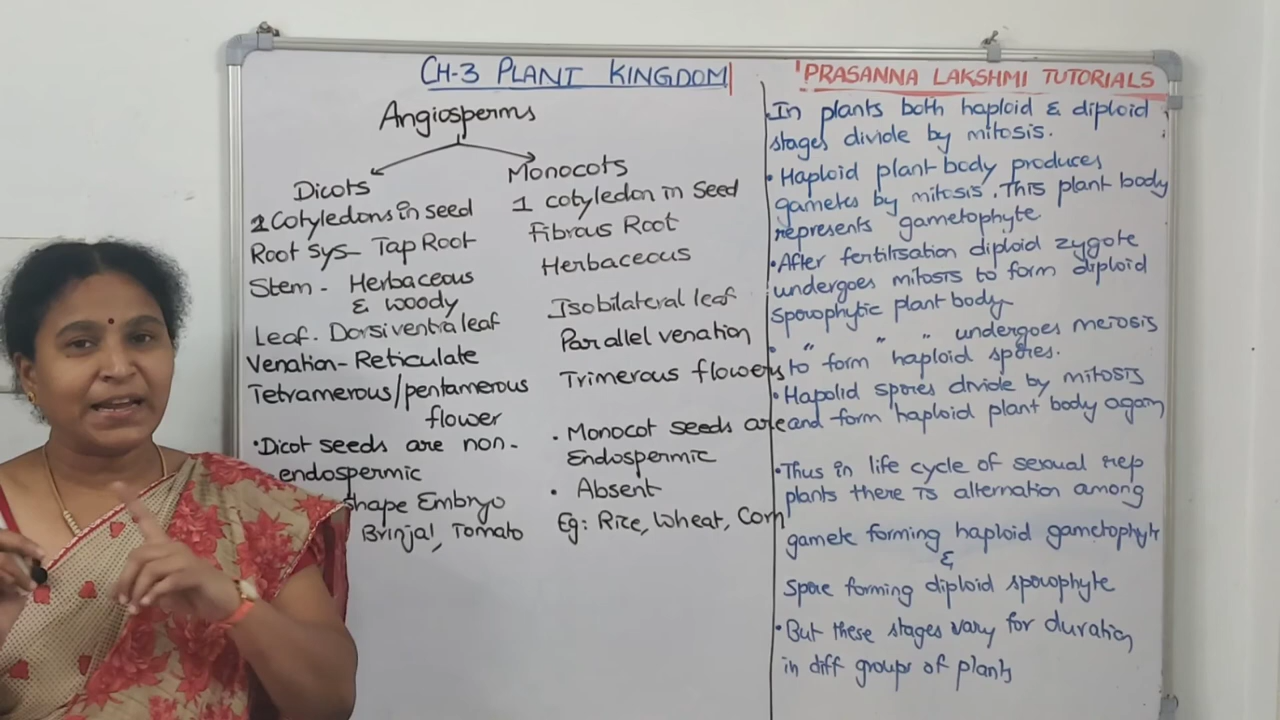 CH-3 PLANT KINGDOM
PRASANNA LAKSHMI TUTORIALS
Angiosperms
Dicots
2 Cotyledons in seed
Root Sys- Tap Root
Stem - Herbaceous
& woody
Leaf - Dorsiventral leaf
Venation - Reticulate
Tetramerous/pentamerous
flower
• Dicot seeds are non-
endospermic
shape Embryo
Brinjal, Tomato
Monocots
1 cotyledon in Seed
Fibrous Root
Herbaceous
Isobilateral leaf
Parallel venation
Trimerous flowers
• Monocot seeds are
Endospermic
• Absent
Eg: Rice, Wheat, Corn
In plants both haploid & diploid
stages divide by mitosis.
• Haploid plant body produces
gametes by mitosis. This plant body
represents gametophyte
• After fertilisation diploid zygote
undergoes mitosis to form diploid
Sporophytic plant body
• " " " undergoes meiosis
to form haploid spores.
• Hapolid spores divide by mitosis
and form haploid plant body again
• Thus in life cycle of sexual rep
plants there is alternation among
gamete forming haploid gametophyte
&
Spore forming diploid sporophyte
• But these stages vary for duration
in diff groups of plants